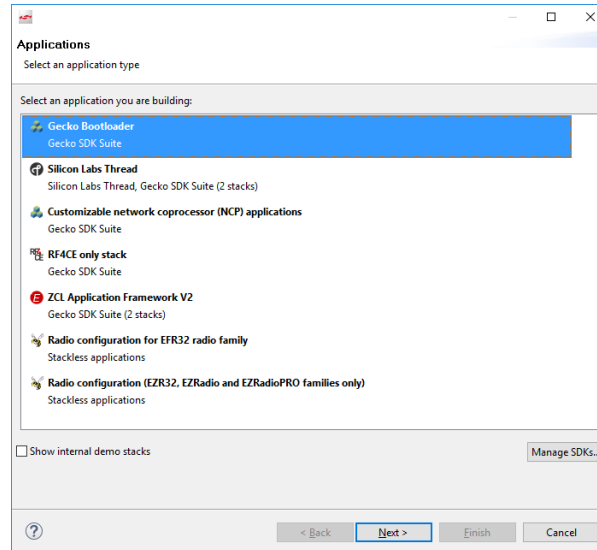 Applications
Select an application type
Select an application you are building:
Gecko Bootloader
Gecko SDK Suite
Silicon Labs Thread
Silicon Labs Thread, Gecko SDK Suite (2 stacks)
Customizable network coprocessor (NCP) applications
Gecko SDK Suite
RF4CE only stack
Gecko SDK Suite
ZCL Application Framework V2
Gecko SDK Suite (2 stacks)
Radio configuration for EFR32 radio family
Stackless applications
Radio configuration (EZR32, EZRadio and EZRadioPRO families only)
Stackless applications
Show internal demo stacks
Manage SDKs..
< Back Next > Finish Cancel